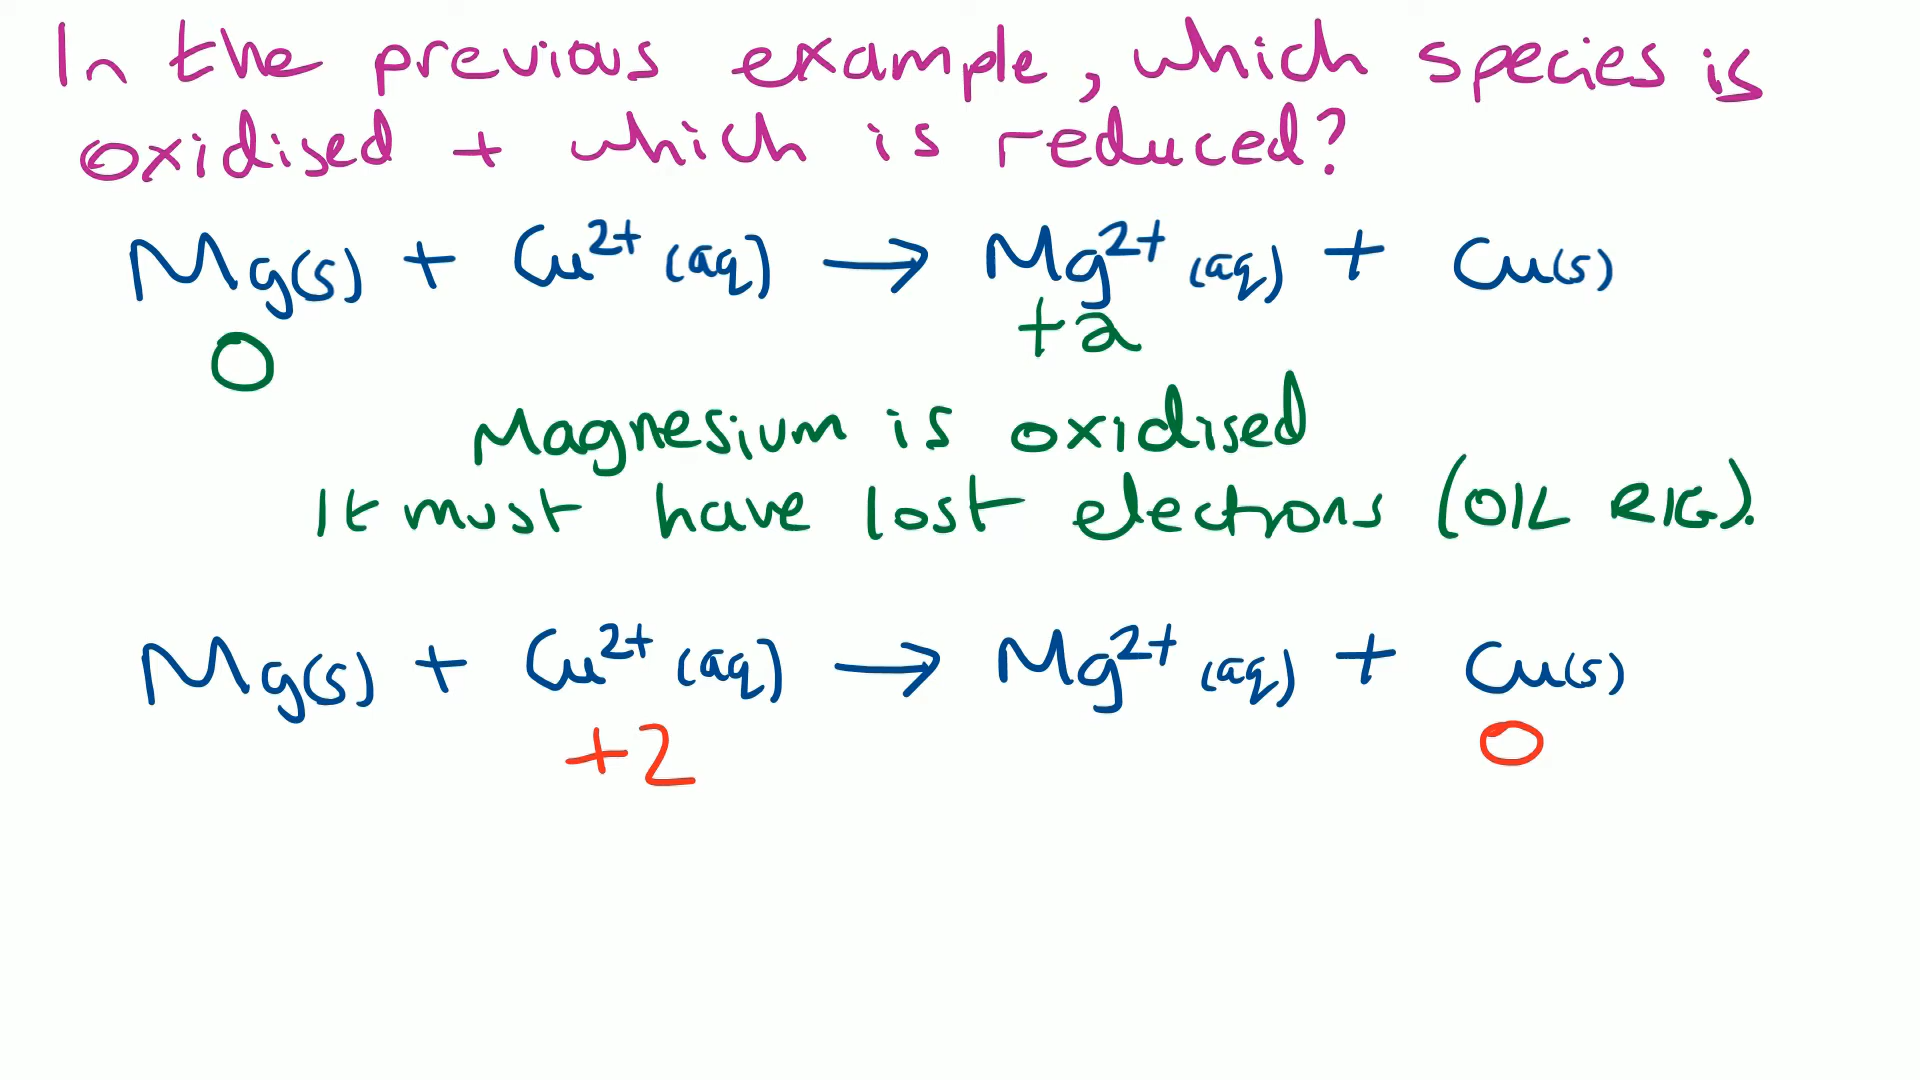 In the previous example, which species is
oxidised + which is reduced?
Mg(s) + Cu²⁺(aq) → Mg²⁺(aq) + Cu(s)
0 +2
Magnesium is oxidised
It must have lost electrons (OIL RIG).
Mg(s) + Cu²⁺(aq) → Mg²⁺(aq) + Cu(s)
+2 0